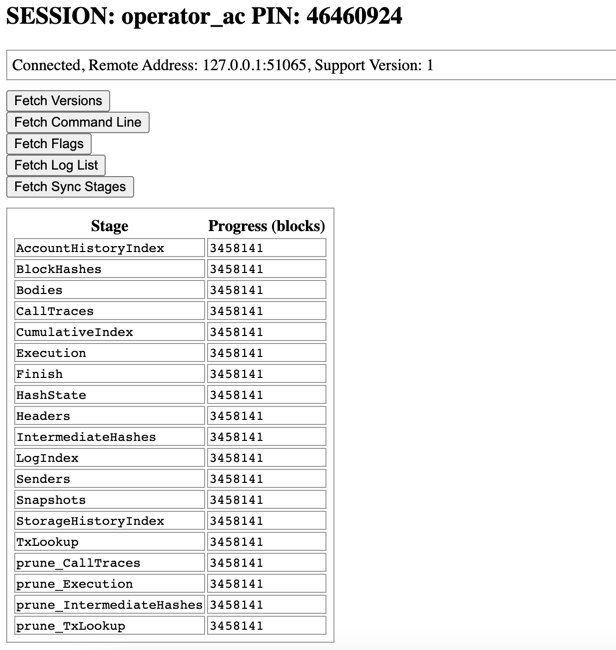 SESSION: operator_ac PIN: 46460924
Connected, Remote Address: 127.0.0.1:51065, Support Version: 1
Fetch Versions
Fetch Command Line
Fetch Flags
Fetch Log List
Fetch Sync Stages
Stage Progress (blocks)
AccountHistoryIndex 3458141
BlockHashes 3458141
Bodies 3458141
CallTraces 3458141
CumulativeIndex 3458141
Execution 3458141
Finish 3458141
HashState 3458141
Headers 3458141
IntermediateHashes 3458141
LogIndex 3458141
Senders 3458141
Snapshots 3458141
StorageHistoryIndex 3458141
TxLookup 3458141
prune_CallTraces 3458141
prune_Execution 3458141
prune_IntermediateHashes 3458141
prune_TxLookup 3458141